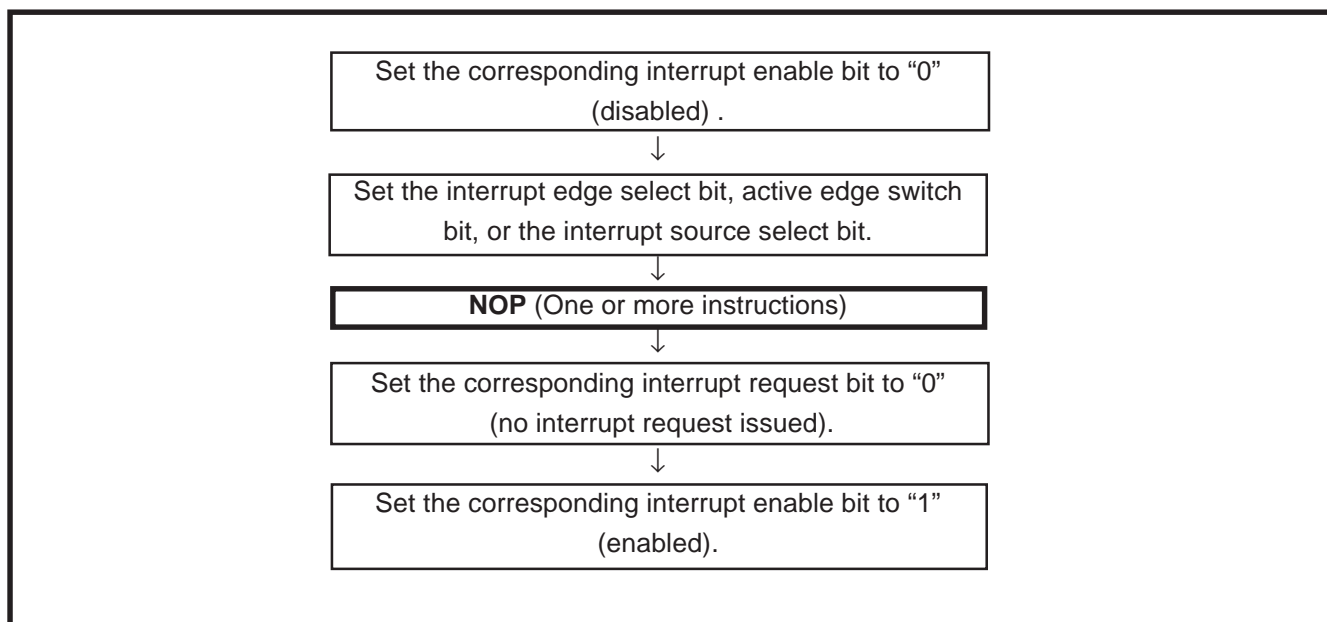 Set the corresponding interrupt enable bit to “0”
(disabled) .
↓
Set the interrupt edge select bit, active edge switch
bit, or the interrupt source select bit.
↓
NOP (One or more instructions)
↓
Set the corresponding interrupt request bit to “0”
(no interrupt request issued).
↓
Set the corresponding interrupt enable bit to “1”
(enabled).